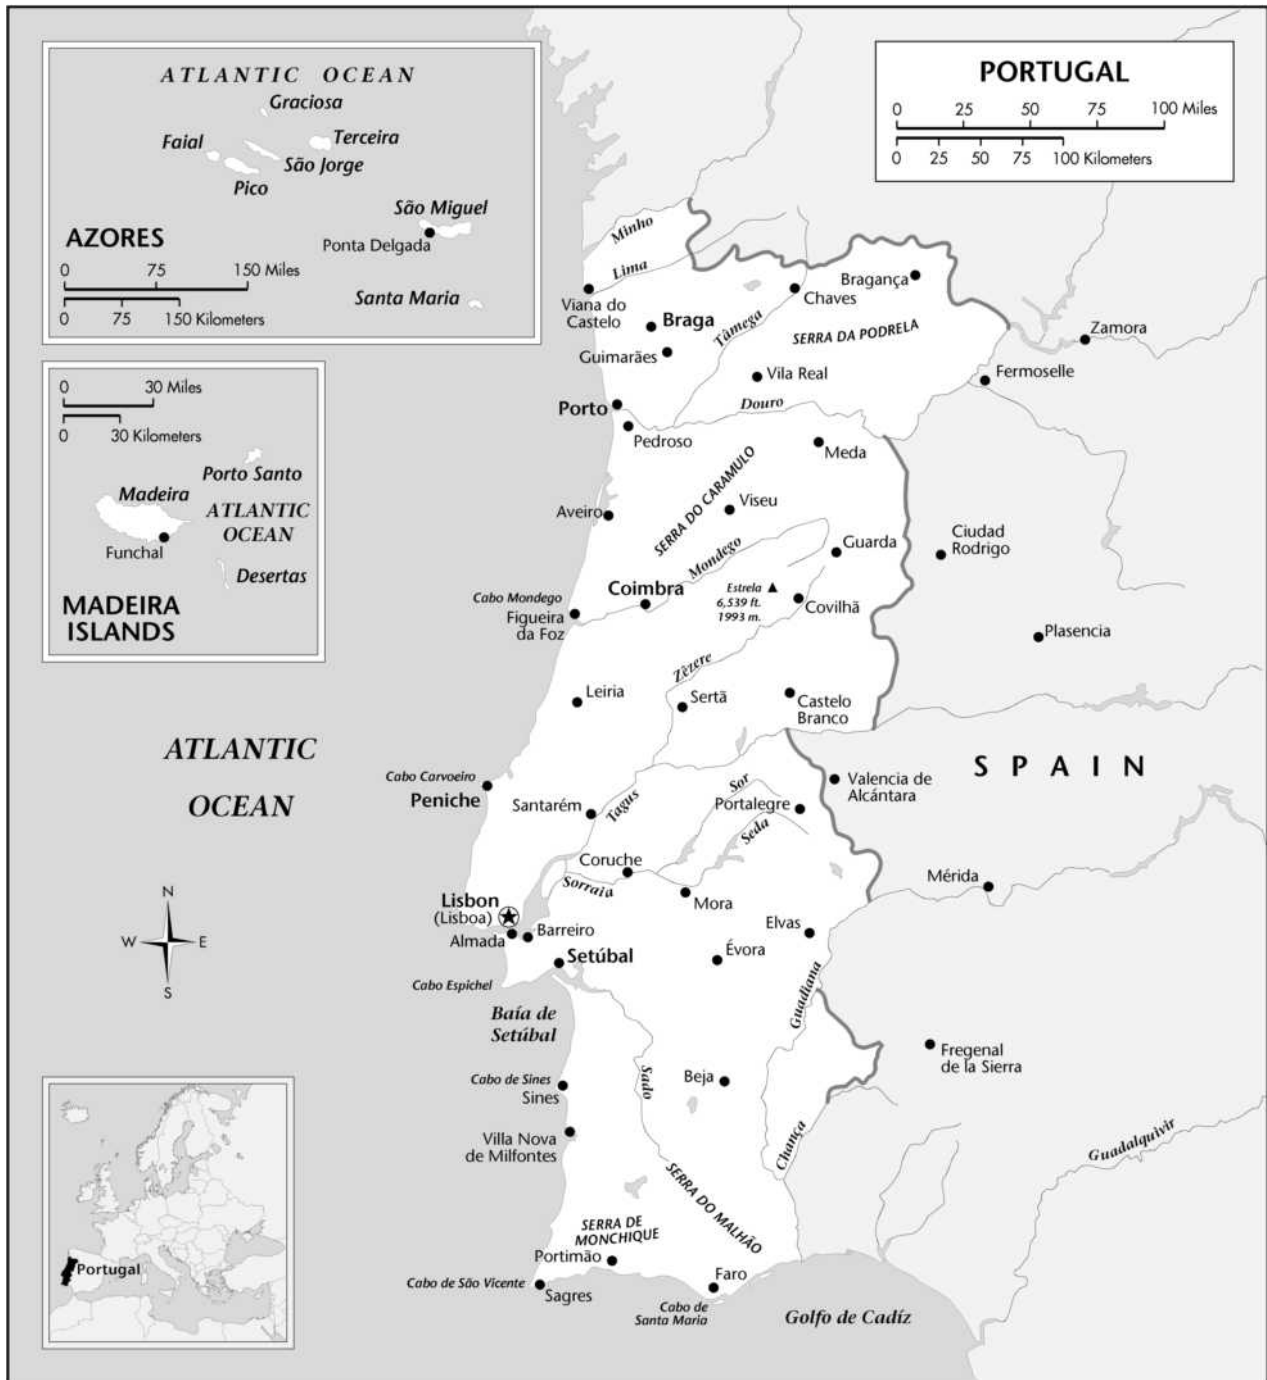 PORTUGAL
0 25 50 75 100 Miles
0 25 50 75 100 Kilometers
ATLANTIC OCEAN
Graciosa
Faial
Terceira
São Jorge
Pico
São Miguel
AZORES
Ponta Delgada
0 75 150 Miles
0 75 150 Kilometers
Santa Maria
0 30 Miles
0 30 Kilometers
Porto Santo
Madeira
ATLANTIC
OCEAN
Funchal
Desertas
MADEIRA
ISLANDS
Minho
Lima
Viana do
Castelo
Braga
Guimarães
Tâmega
Chaves
Bragança
SERRA DA PODRELA
Zamora
Fermoselle
Vila Real
Porto
Douro
Pedroso
Meda
SERRA DO CARAMULO
Aveiro
Viseu
Mondego
Guarda
Ciudad
Rodrigo
Coimbra
Estrela
6,539 ft.
1993 m.
Covilhã
Cabo Mondego
Figueira
da Foz
Plasencia
Zêzere
Leiria
Sertã
Castelo
Branco
ATLANTIC
OCEAN
SPAIN
Cabo Carvoeiro
Peniche
Santarém
Tagus
Sor
Portalegre
Seda
Valencia de
Alcántara
Coruche
Sorraia
Mora
Mérida
Lisbon
(Lisboa)
Almada
Barreiro
Elvas
Setúbal
Évora
Cabo Espichel
Guadiana
Baía de
Setúbal
N
W E
S
Fregenal
de la Sierra
Cabo de Sines
Sines
Sado
Beja
Villa Nova
de Milfontes
Chança
Guadalquivir
SERRA DO MALHÃO
SERRA DE
MONCHIQUE
Portimão
Cabo de São Vicente
Sagres
Faro
Cabo de
Santa Maria
Golfo de Cadíz
Portugal